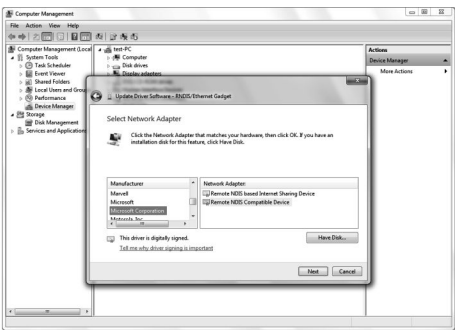 Computer Management
File Action View Help
Computer Management (Local
System Tools
Task Scheduler
Event Viewer
Shared Folders
Local Users and Group
Performance
Device Manager
Storage
Disk Management
Services and Application
test-PC
Computer
Disk drives
Display adapters
Actions
Device Manager
More Actions
Update Driver Software - RNDIS/Ethernet Gadget
Select Network Adapter
Click the Network Adapter that matches your hardware, then click OK. If you have an
installation disk for this feature, click Have Disk.
Manufacturer
Marvell
Microsoft
Microsoft Corporation
Motorola, Inc.
Network Adapter:
Remote NDIS based Internet Sharing Device
Remote NDIS Compatible Device
This driver is digitally signed.
Tell me why driver signing is important
Have Disk...
Next
Cancel